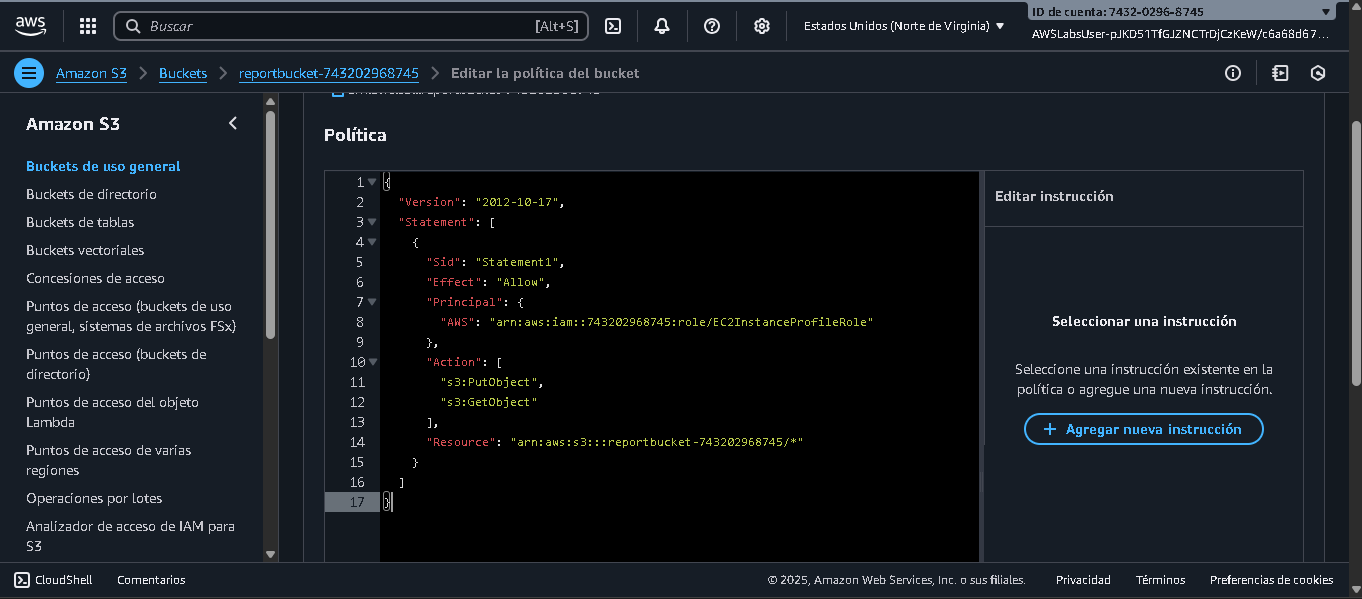 aws
Buscar [Alt+S]
Estados Unidos (Norte de Virginia)
ID de cuenta: 7432-0296-8745
Amazon S3 > Buckets > reportbucket-743202968745 > Editar la política del bucket
Amazon S3
Buckets de uso general
Buckets de directorio
Buckets de tablas
Buckets vectoriales
Concesiones de acceso
Puntos de acceso (buckets de uso
general, sistemas de archivos FSx)
Puntos de acceso (buckets de
directorio)
Puntos de acceso del objeto
Lambda
Puntos de acceso de varias
regiones
Operaciones por lotes
Analizador de acceso de IAM para
S3
Política
1 {
2 "Version": "2012-10-17",
3 "Statement": [
4 {
5 "Sid": "Statement1",
6 "Effect": "Allow",
7 "Principal": {
8 "AWS": "arn:aws:iam::743202968745:role/EC2InstanceProfileRole"
9 },
10 "Action": [
11 "s3:PutObject",
12 "s3:GetObject"
13 ],
14 "Resource": "arn:aws:s3:::reportbucket-743202968745/*"
15 }
16 ]
17 }
Editar instrucción
Seleccionar una instrucción
Seleccione una instrucción existente en la
política o agregue una nueva instrucción.
+ Agregar nueva instrucción
CloudShell Comentarios
© 2025, Amazon Web Services, Inc. o sus filiales. Privacidad Términos Preferencias de cookies